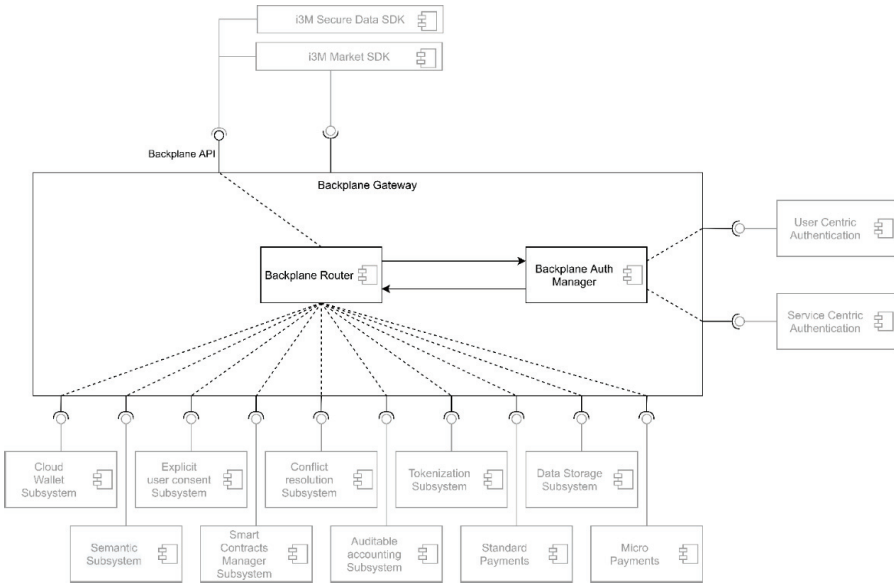 i3M Secure Data SDK
i3M Market SDK
Backplane API
Backplane Gateway
User Centric
Authentication
Backplane Router
Backplane Auth
Manager
Service Centric
Authentication
Cloud
Wallet
Subsystem
Explicit
user consent
Subsystem
Conflict
resolution
Subsystem
Tokenization
Subsystem
Data Storage
Subsystem
Semantic
Subsystem
Smart
Contracts
Manager
Subsystem
Auditable
accounting
Subsystem
Standard
Payments
Micro
Payments